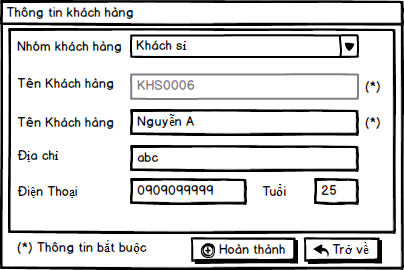 Thông tin khách hàng
Nhóm khách hàng Khách sỉ
Tên Khách hàng KHS0006 (*)
Tên Khách hàng Nguyễn A (*)
Địa chỉ abc
Điện Thoại 0909099999 Tuổi 25
(*) Thông tin bắt buộc Hoàn thành Trở về